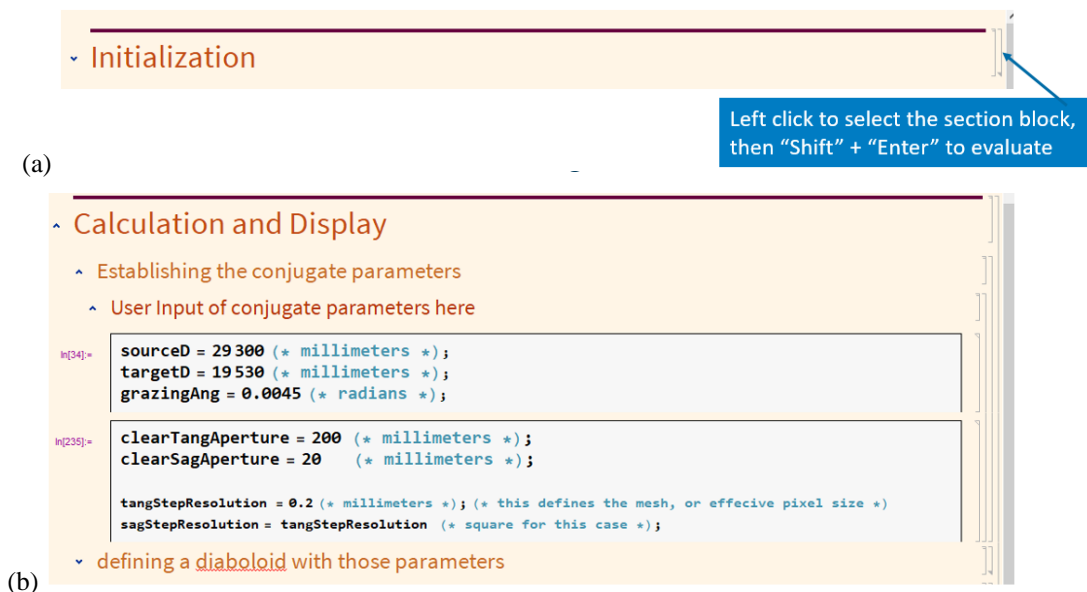 Initialization
Left click to select the section block,
then “Shift” + “Enter” to evaluate
(a)
Calculation and Display
Establishing the conjugate parameters
User Input of conjugate parameters here
In[34]:= sourceD = 29 300 (* millimeters *);
targetD = 19 530 (* millimeters *);
grazingAng = 0.0045 (* radians *);
In[235]:= clearTangAperture = 200 (* millimeters *);
clearSagAperture = 20 (* millimeters *);
tangStepResolution = 0.2 (* millimeters *); (* this defines the mesh, or effecive pixel size *)
sagStepResolution = tangStepResolution (* square for this case *);
defining a diaboloid with those parameters
(b)